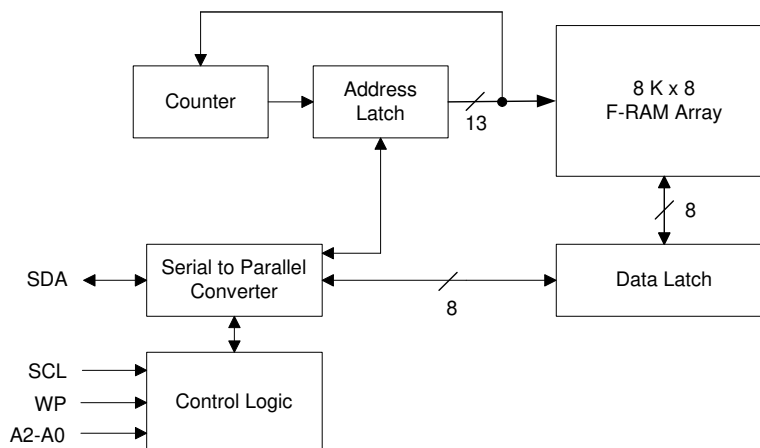 8 K x 8
F-RAM Array
Counter
Address
Latch
13
8
SDA
Serial to Parallel
Converter
8
Data Latch
SCL
WP
A2-A0
Control Logic